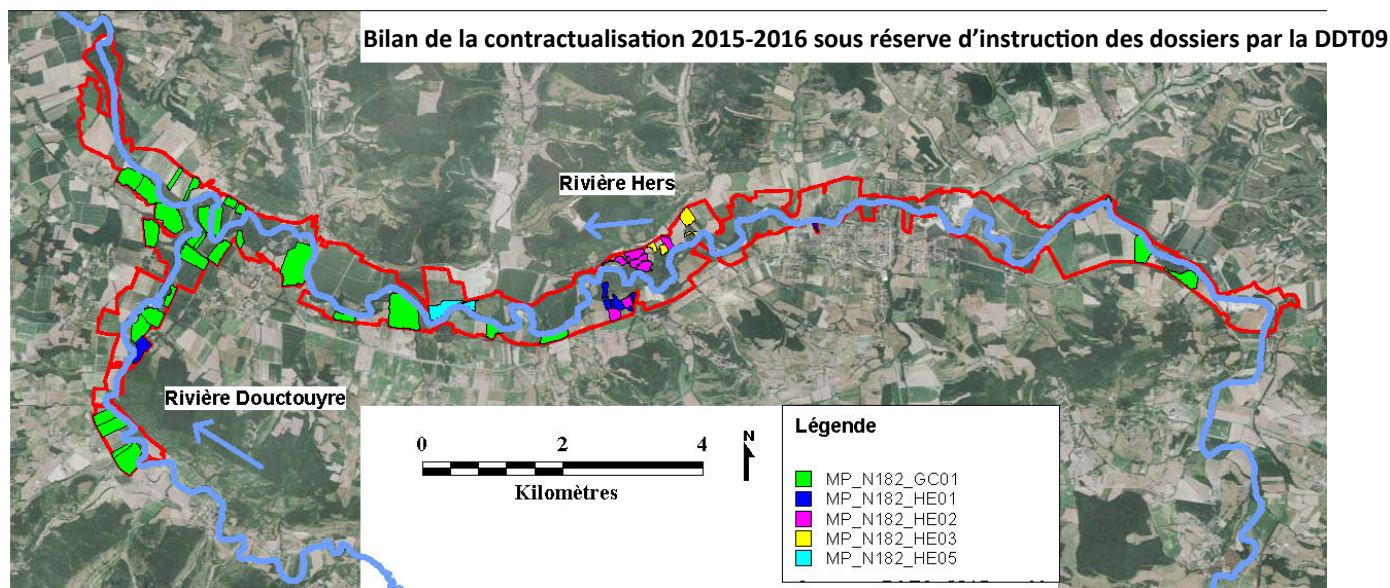 Bilan de la contractualisation 2015-2016 sous réserve d’instruction des dossiers par la DDT09
Rivière Hers
Rivière Douctouyre
0 2 4
Kilomètres
N
Légende
MP_N182_GC01
MP_N182_HE01
MP_N182_HE02
MP_N182_HE03
MP_N182_HE05